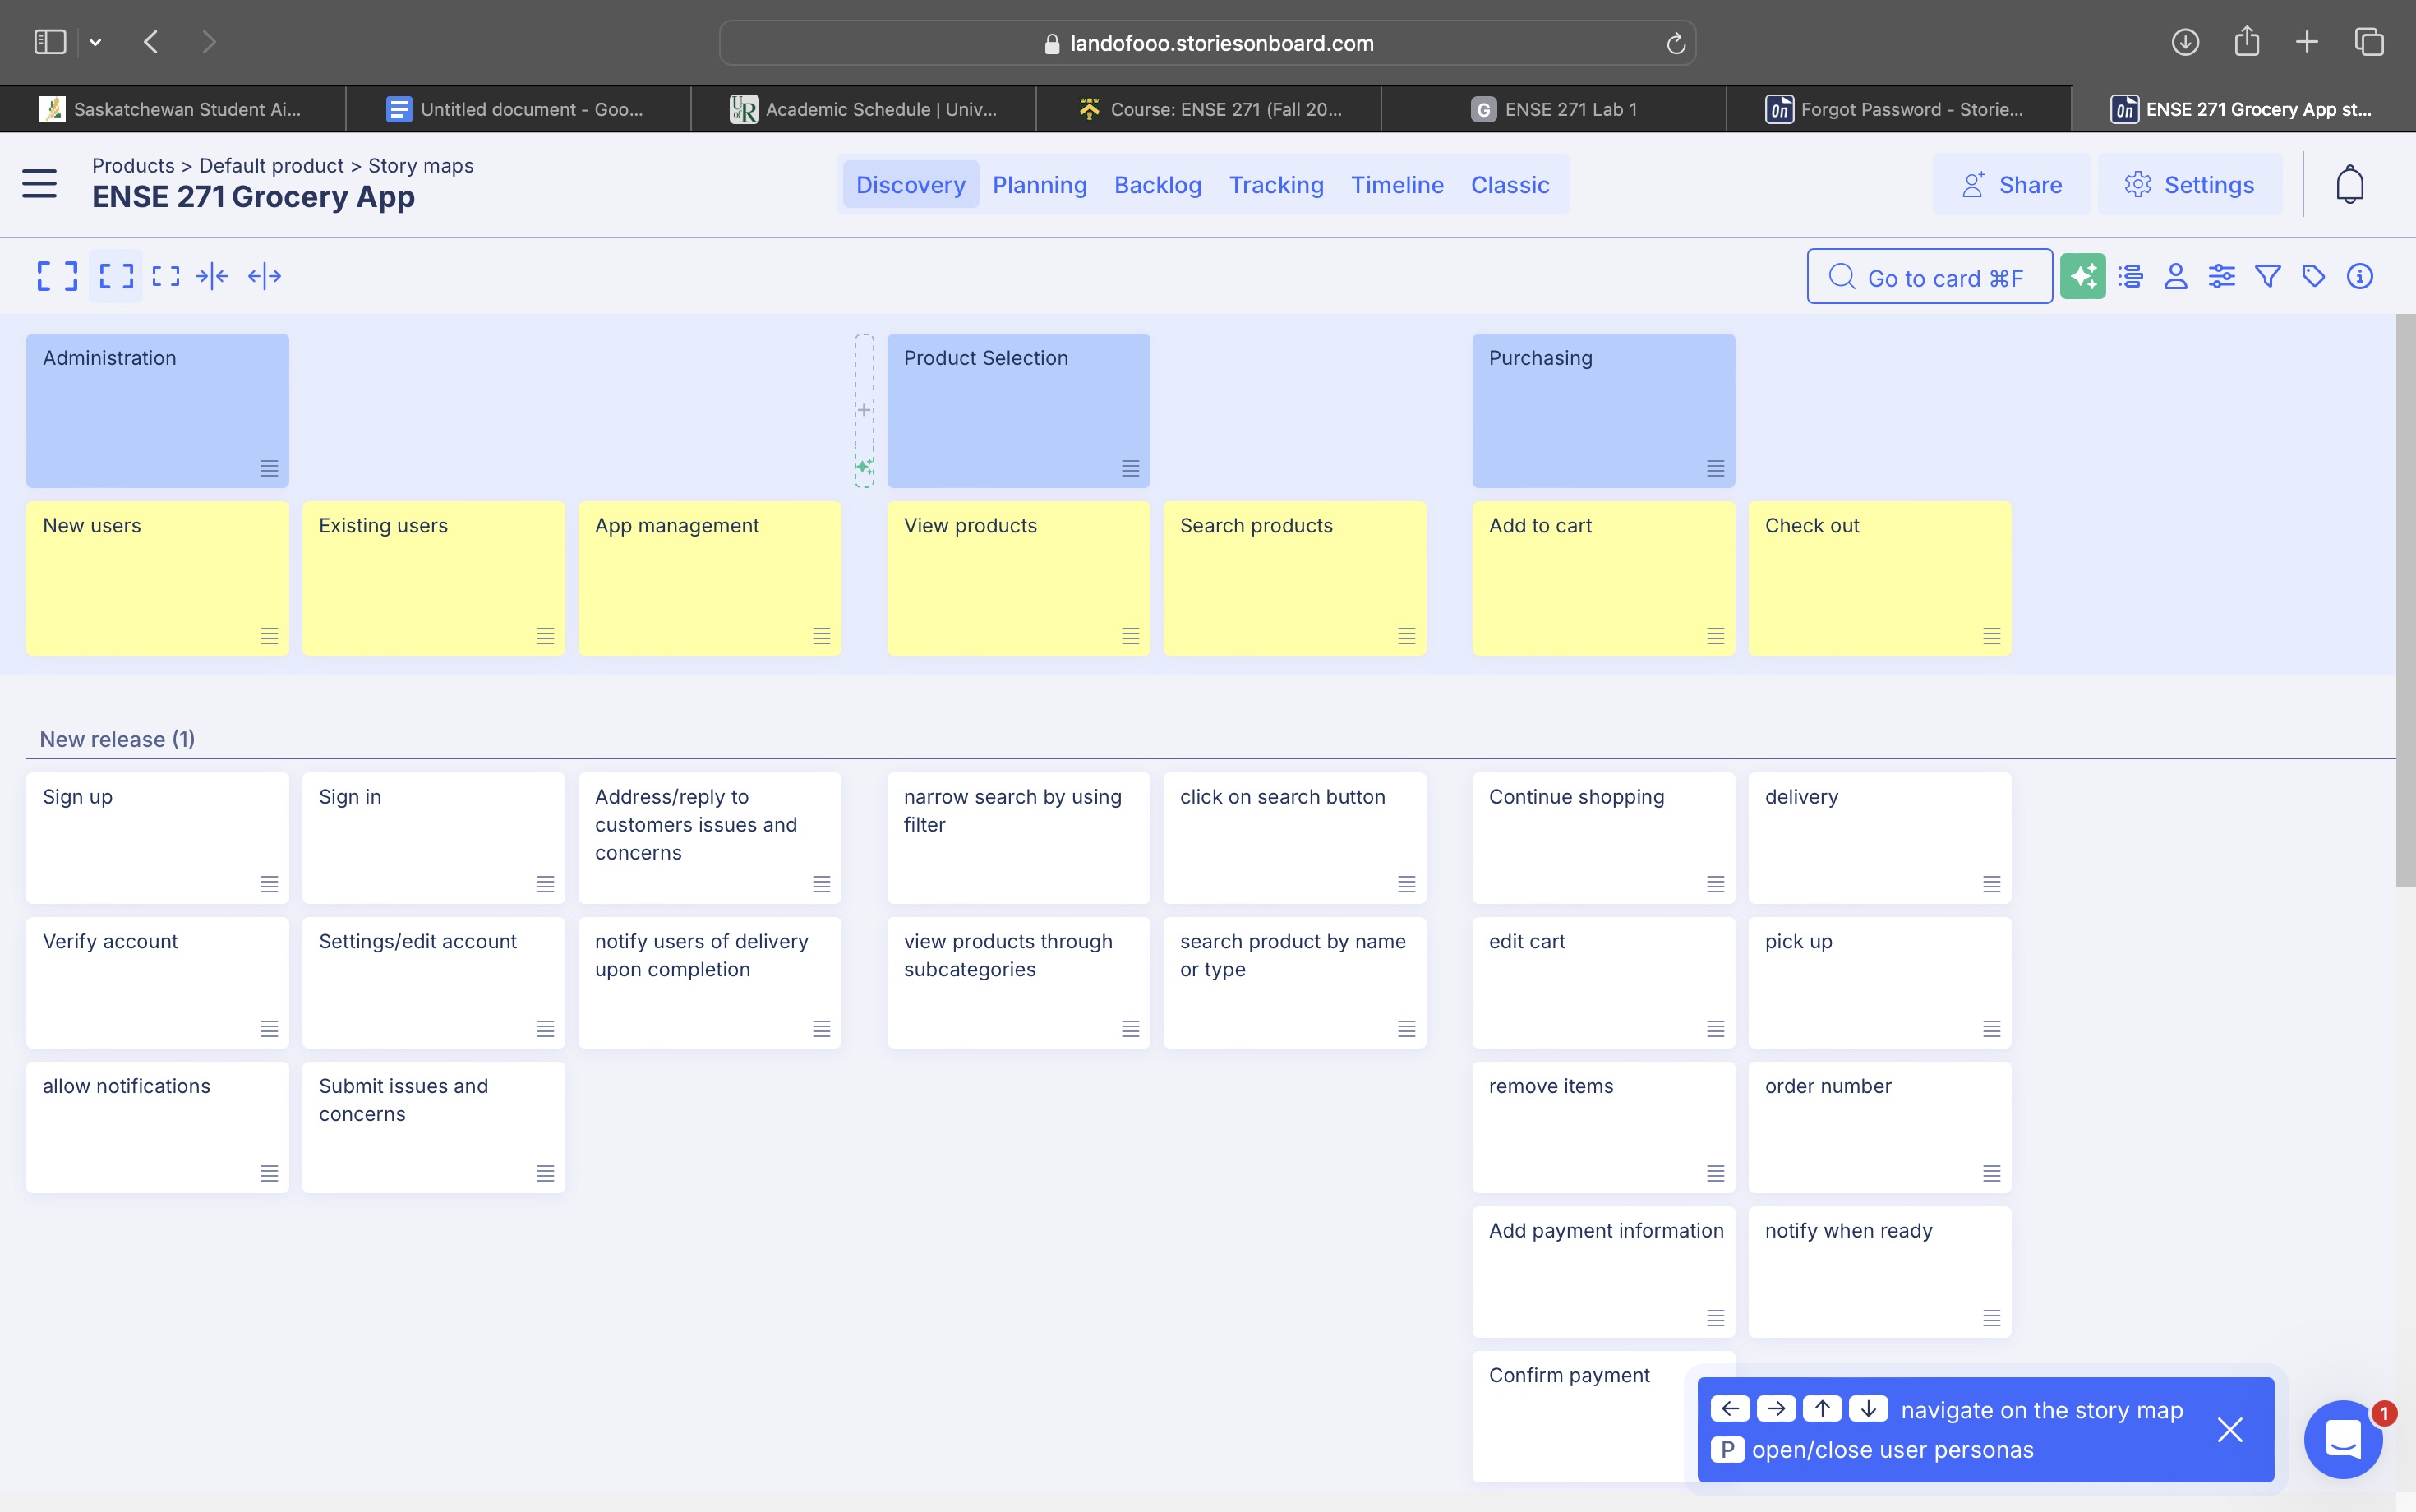 landofooo.storiesonboard.com
Saskatchewan Student Ai...
Untitled document - Goo...
Academic Schedule | Univ...
Course: ENSE 271 (Fall 20...
G
ENSE 271 Lab 1
Forgot Password - Storie...
ENSE 271 Grocery App st...
Products > Default product > Story maps
ENSE 271 Grocery App
Discovery
Planning
Backlog
Tracking
Timeline
Classic
Share
Settings
Go to card ⌘F
Administration
Product Selection
Purchasing
New users
Existing users
App management
View products
Search products
Add to cart
Check out
New release (1)
Sign up
Sign in
Address/reply to
customers issues and
concerns
narrow search by using
filter
click on search button
Continue shopping
delivery
Verify account
Settings/edit account
notify users of delivery
upon completion
view products through
subcategories
search product by name
or type
edit cart
pick up
allow notifications
Submit issues and
concerns
remove items
order number
Add payment information
notify when ready
Confirm payment
← → ↑ ↓ navigate on the story map
P open/close user personas
1